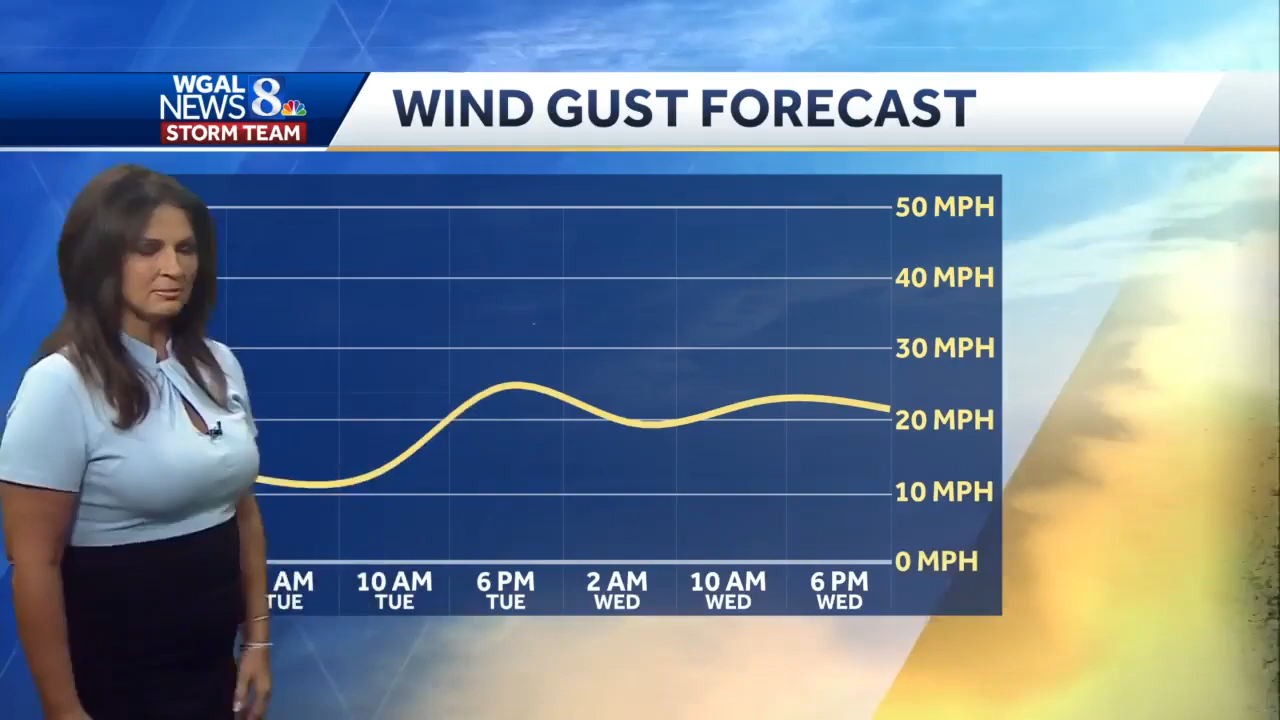 WGAL
NEWS 8
STORM TEAM
WIND GUST FORECAST
50 MPH
40 MPH
30 MPH
20 MPH
10 MPH
0 MPH
AM 10 AM 6 PM 2 AM 10 AM 6 PM
TUE TUE TUE WED WED WED